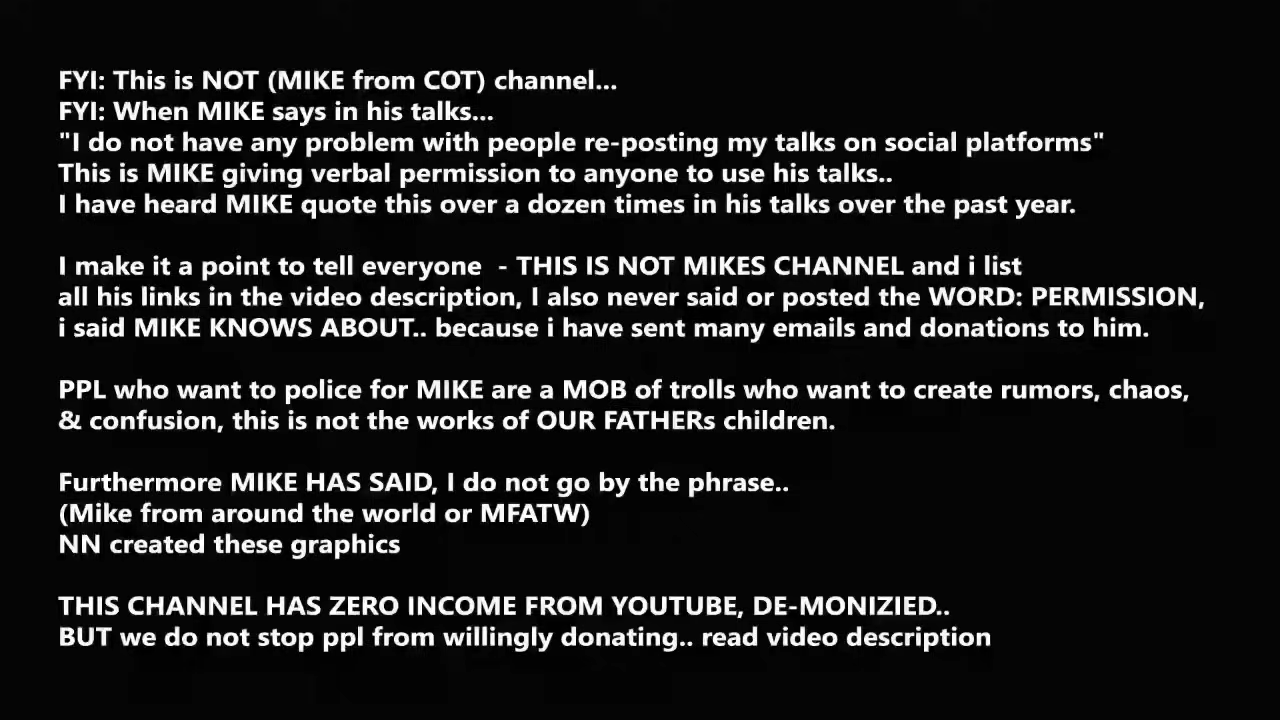 FYI: This is NOT (MIKE from COT) channel...
FYI: When MIKE says in his talks...
"I do not have any problem with people re-posting my talks on social platforms"
This is MIKE giving verbal permission to anyone to use his talks..
I have heard MIKE quote this over a dozen times in his talks over the past year.
I make it a point to tell everyone  - THIS IS NOT MIKES CHANNEL and i list
all his links in the video description, I also never said or posted the WORD: PERMISSION,
i said MIKE KNOWS ABOUT.. because i have sent many emails and donations to him.
PPL who want to police for MIKE are a MOB of trolls who want to create rumors, chaos,
& confusion, this is not the works of OUR FATHERs children.
Furthermore MIKE HAS SAID, I do not go by the phrase..
(Mike from around the world or MFATW)
NN created these graphics
THIS CHANNEL HAS ZERO INCOME FROM YOUTUBE, DE-MONIZIED..
BUT we do not stop ppl from willingly donating.. read video description